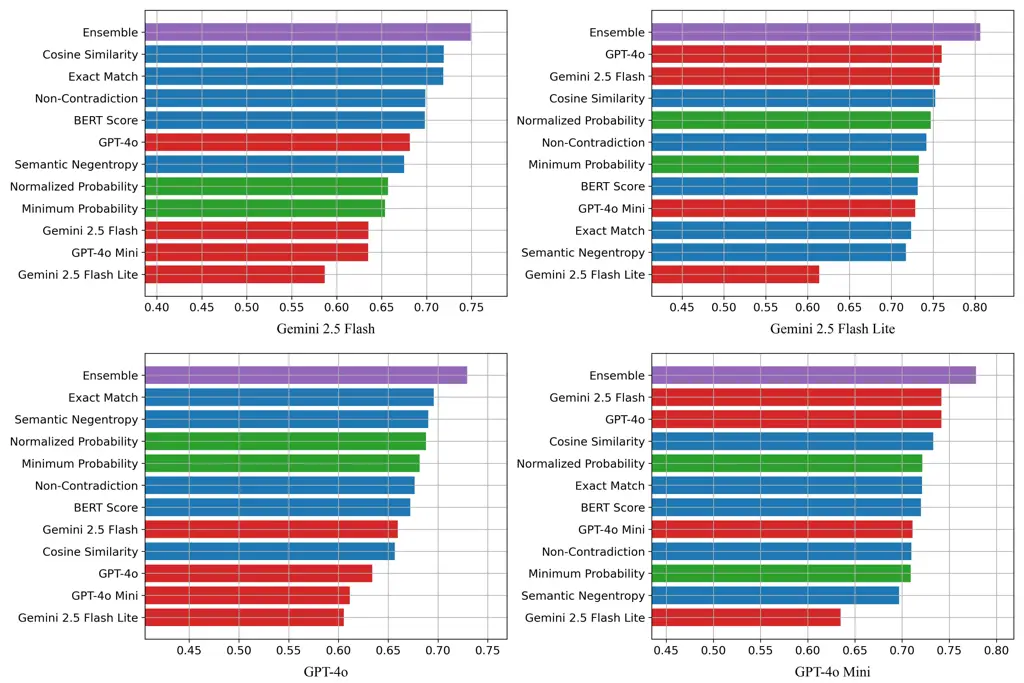 Ensemble
Cosine Similarity
Exact Match
Non-Contradiction
BERT Score
GPT-4o
Semantic Negentropy
Normalized Probability
Minimum Probability
Gemini 2.5 Flash
GPT-4o Mini
Gemini 2.5 Flash Lite
0.40 0.45 0.50 0.55 0.60 0.65 0.70 0.75
Gemini 2.5 Flash
Ensemble
GPT-4o
Gemini 2.5 Flash
Cosine Similarity
Normalized Probability
Non-Contradiction
Minimum Probability
BERT Score
GPT-4o Mini
Exact Match
Semantic Negentropy
Gemini 2.5 Flash Lite
0.45 0.50 0.55 0.60 0.65 0.70 0.75 0.80
Gemini 2.5 Flash Lite
Ensemble
Exact Match
Semantic Negentropy
Normalized Probability
Minimum Probability
Non-Contradiction
BERT Score
Gemini 2.5 Flash
Cosine Similarity
GPT-4o
GPT-4o Mini
Gemini 2.5 Flash Lite
0.45 0.50 0.55 0.60 0.65 0.70 0.75
GPT-4o
Ensemble
Gemini 2.5 Flash
GPT-4o
Cosine Similarity
Normalized Probability
Exact Match
BERT Score
GPT-4o Mini
Non-Contradiction
Minimum Probability
Semantic Negentropy
Gemini 2.5 Flash Lite
0.45 0.50 0.55 0.60 0.65 0.70 0.75 0.80
GPT-4o Mini